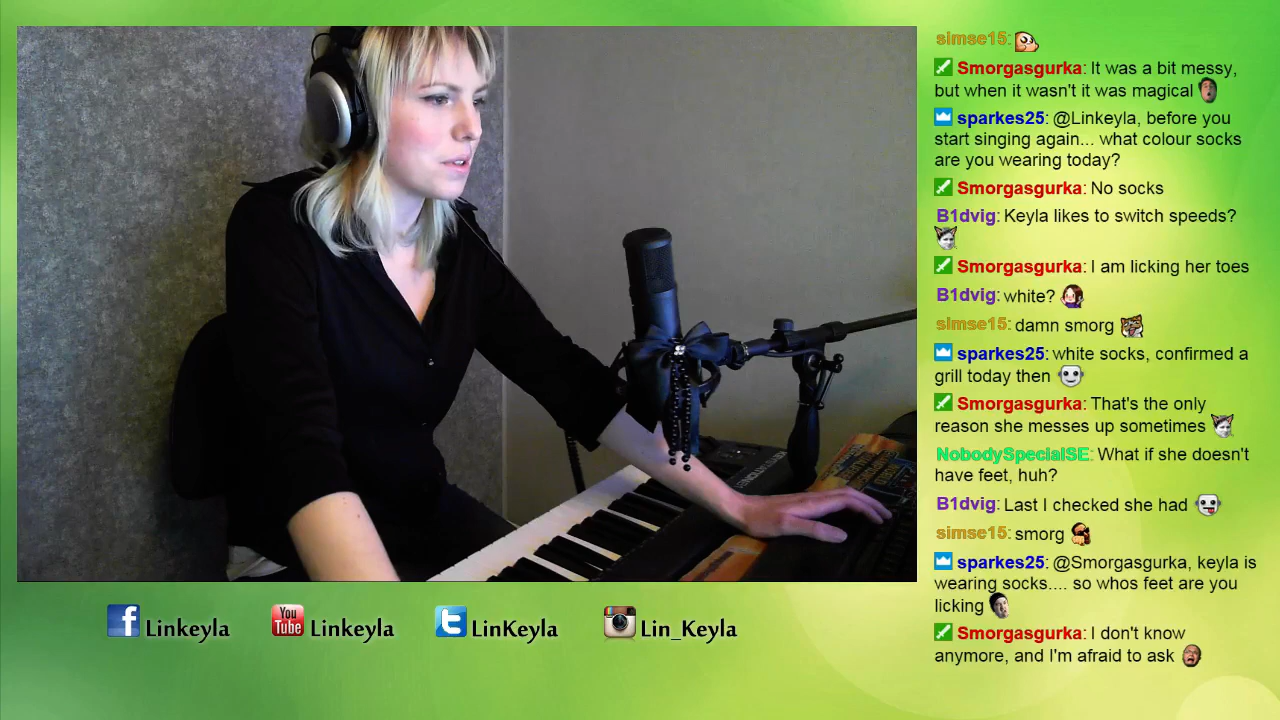 simse15:
Smorgasgurka: It was a bit messy,
but when it wasn't it was magical
sparkes25: @Linkeyla, before you
start singing again... what colour socks
are you wearing today?
Smorgasgurka: No socks
B1dvig: Keyla likes to switch speeds?
Smorgasgurka: I am licking her toes
B1dvig: white?
simse15: damn smorg
sparkes25: white socks, confirmed a
grill today then
Smorgasgurka: That's the only
reason she messes up sometimes
NobodySpecialSE: What if she doesn't
have feet, huh?
B1dvig: Last I checked she had
simse15: smorg
sparkes25: @Smorgasgurka, keyla is
wearing socks.... so whos feet are you
licking
Smorgasgurka: I don't know
anymore, and I'm afraid to ask
f Linkeyla
You Tube Linkeyla
LinKeyla
Lin_Keyla